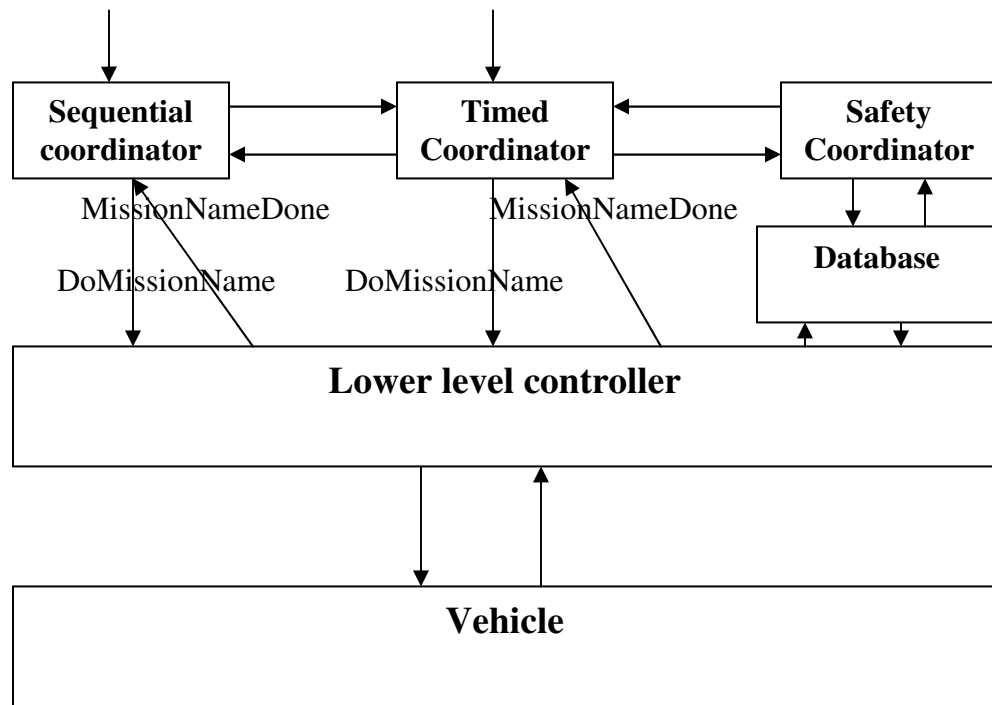 Sequential
coordinator
Timed
Coordinator
Safety
Coordinator
MissionNameDone
MissionNameDone
Database
DoMissionName
DoMissionName
Lower level controller
Vehicle